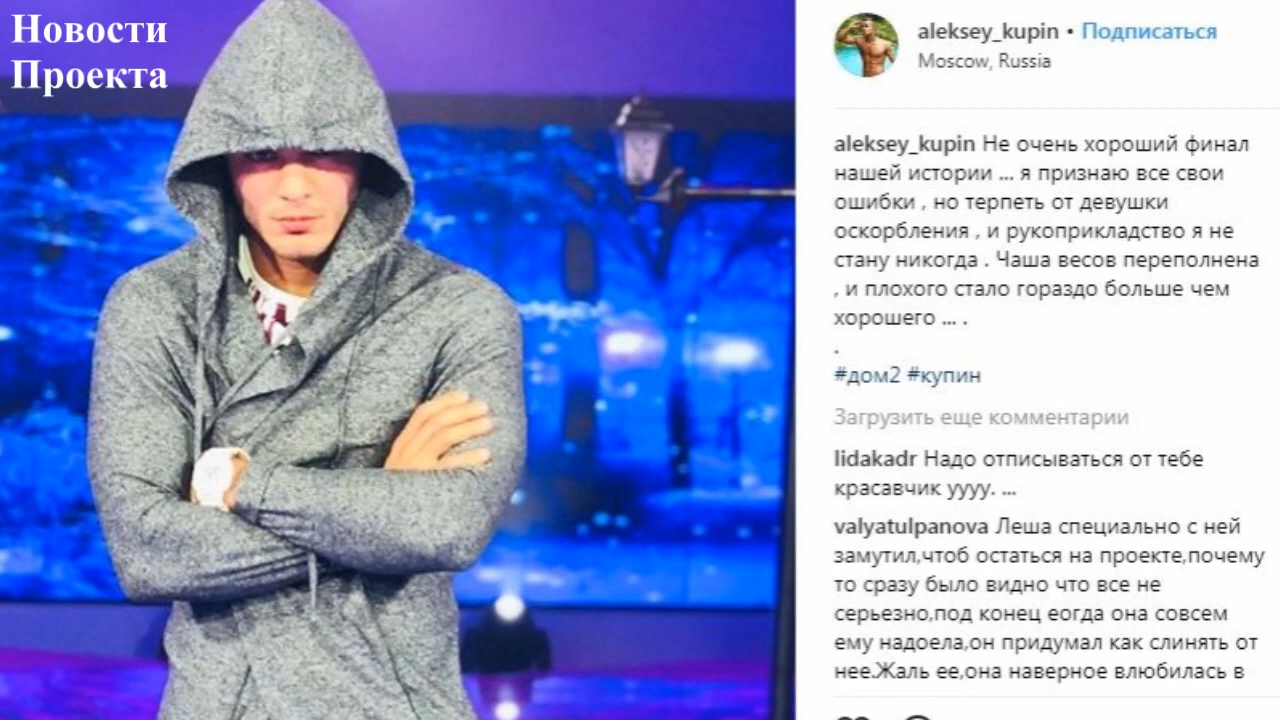 Новости
Проекта
aleksey_kupin • Подписаться
Moscow, Russia
aleksey_kupin Не очень хороший финал
нашей истории ... я признаю все свои
ошибки , но терпеть от девушки
оскорбления , и рукоприкладство я не
стану никогда . Чаша весов переполнена
, и плохого стало гораздо больше чем
хорошего ... .
.
#дом2 #купин
Загрузить еще комментарии
lidakadr Надо отписываться от тебе
красавчик уууу. ...
valyatulpanova Леша специально с ней
замутил,чтоб остаться на проекте,почему
то сразу было видно что все не
серьезно,под конец еогда она совсем
ему надоела,он придумал как слинять от
нее.Жаль ее,она наверное влюбилась в